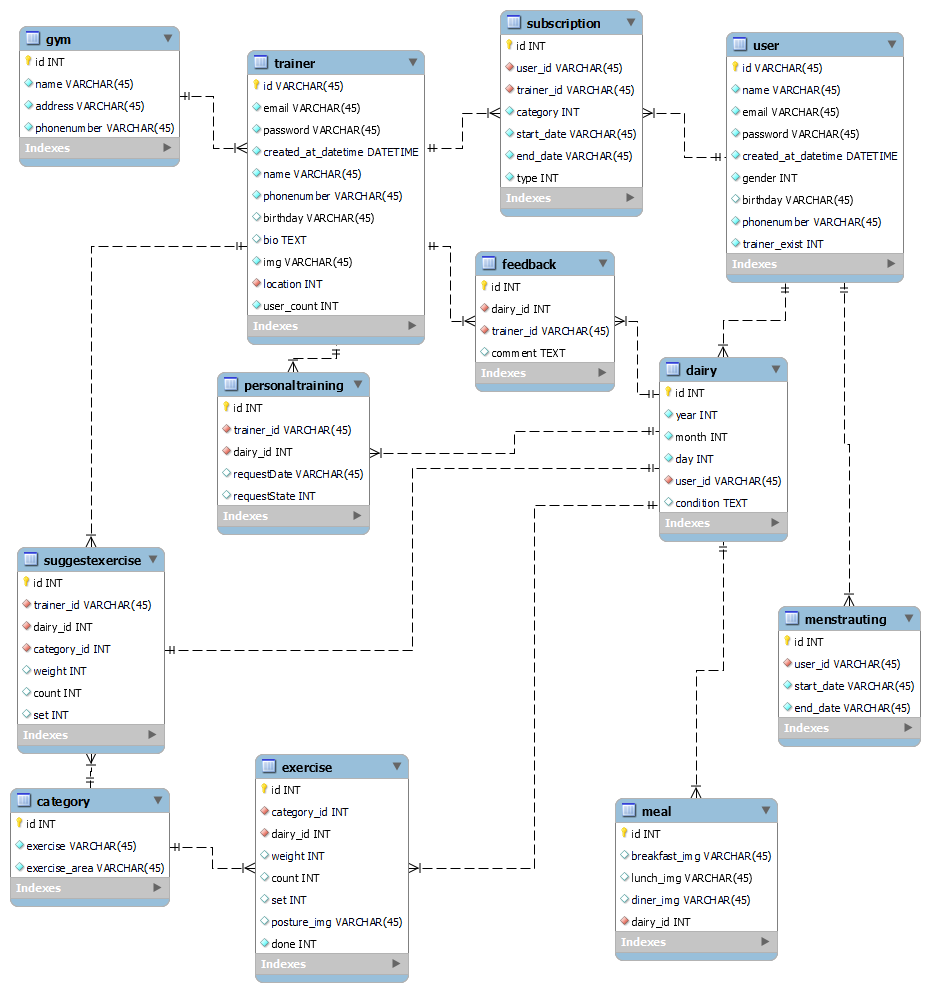 gym
id INT
name VARCHAR(45)
address VARCHAR(45)
phonenumber VARCHAR(45)
Indexes
trainer
id VARCHAR(45)
email VARCHAR(45)
password VARCHAR(45)
created_at_datetime DATETIME
name VARCHAR(45)
phonenumber VARCHAR(45)
birthday VARCHAR(45)
bio TEXT
img VARCHAR(45)
location INT
user_count INT
Indexes
subscription
id INT
user_id VARCHAR(45)
trainer_id VARCHAR(45)
category INT
start_date VARCHAR(45)
end_date VARCHAR(45)
type INT
Indexes
user
id VARCHAR(45)
name VARCHAR(45)
email VARCHAR(45)
password VARCHAR(45)
created_at_datetime DATETIME
gender INT
birthday VARCHAR(45)
phonenumber VARCHAR(45)
trainer_exist INT
Indexes
feedback
id INT
dairy_id INT
trainer_id VARCHAR(45)
comment TEXT
Indexes
personaltraining
id INT
trainer_id VARCHAR(45)
dairy_id INT
requestDate VARCHAR(45)
requestState INT
Indexes
dairy
id INT
year INT
month INT
day INT
user_id VARCHAR(45)
condition TEXT
Indexes
suggestexercise
id INT
trainer_id VARCHAR(45)
dairy_id INT
category_id INT
weight INT
count INT
set INT
Indexes
menstrauting
id INT
user_id VARCHAR(45)
start_date VARCHAR(45)
end_date VARCHAR(45)
Indexes
category
id INT
exercise VARCHAR(45)
exercise_area VARCHAR(45)
Indexes
exercise
id INT
category_id INT
dairy_id INT
weight INT
count INT
set INT
posture_img VARCHAR(45)
done INT
Indexes
meal
id INT
breakfast_img VARCHAR(45)
lunch_img VARCHAR(45)
diner_img VARCHAR(45)
dairy_id INT
Indexes